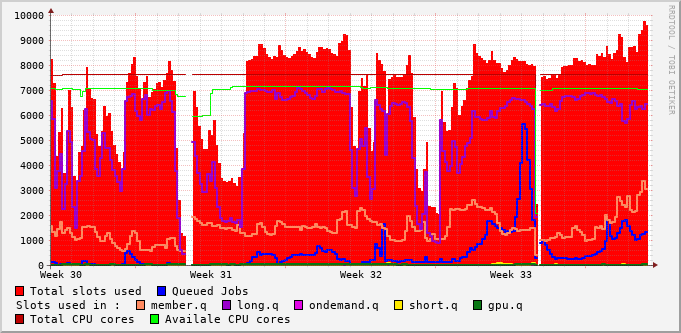 10000
9000
8000
7000
6000
5000
4000
3000
2000
1000
0
Week 30 Week 31 Week 32 Week 33
RRDTOOL / TOBI OETIKER
Total slots used Queued Jobs
Slots used in : member.q long.q ondemand.q short.q gpu.q
Total CPU cores Availale CPU cores